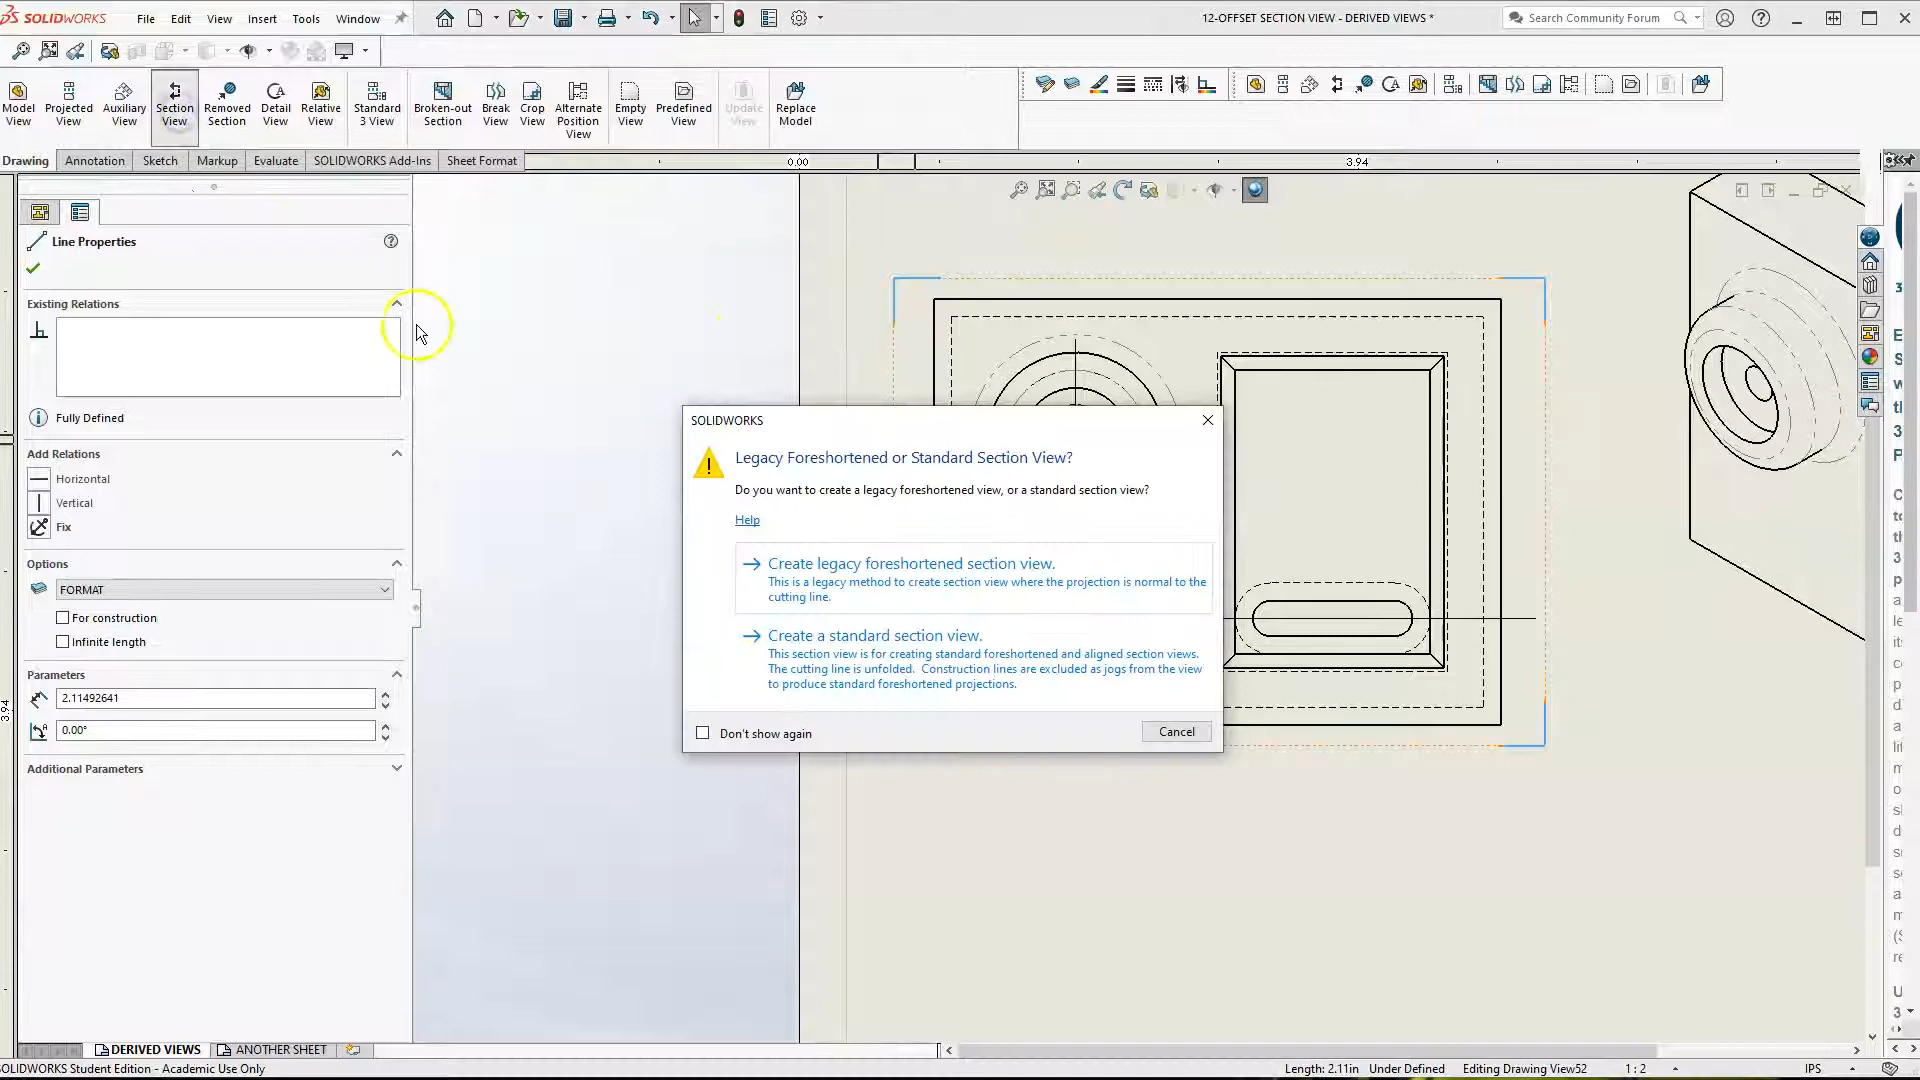 SOLIDWORKS File Edit View Insert Tools Window 12-OFFSET SECTION VIEW - DERIVED VIEWS * Search Community Forum
Model View
Projected View
Auxiliary View
Section View
Removed Section
Detail View
Relative View
Standard 3 View
Broken-out Section
Break View
Crop View
Alternate Position View
Empty View
Predefined View
Update View
Replace Model
Drawing Annotation Sketch Markup Evaluate SOLIDWORKS Add-Ins Sheet Format
0.00 3.94
Line Properties
Existing Relations
Fully Defined
Add Relations
Horizontal
Vertical
Fix
Options
FORMAT
For construction
Infinite length
Parameters
2.11492641
0.00°
Additional Parameters
3.94
SOLIDWORKS
Legacy Foreshortened or Standard Section View?
Do you want to create a legacy foreshortened view, or a standard section view?
Help
Create legacy foreshortened section view.
This is a legacy method to create section view where the projection is normal to the
cutting line.
Create a standard section view.
This section view is for creating standard foreshortened and aligned section views.
The cutting line is unfolded. Construction lines are excluded as jogs from the view
to produce standard foreshortened projections.
Don't show again
Cancel
DERIVED VIEWS ANOTHER SHEET
SOLIDWORKS Student Edition - Academic Use Only Length: 2.11in Under Defined Editing Drawing View52 1 : 2 IPS